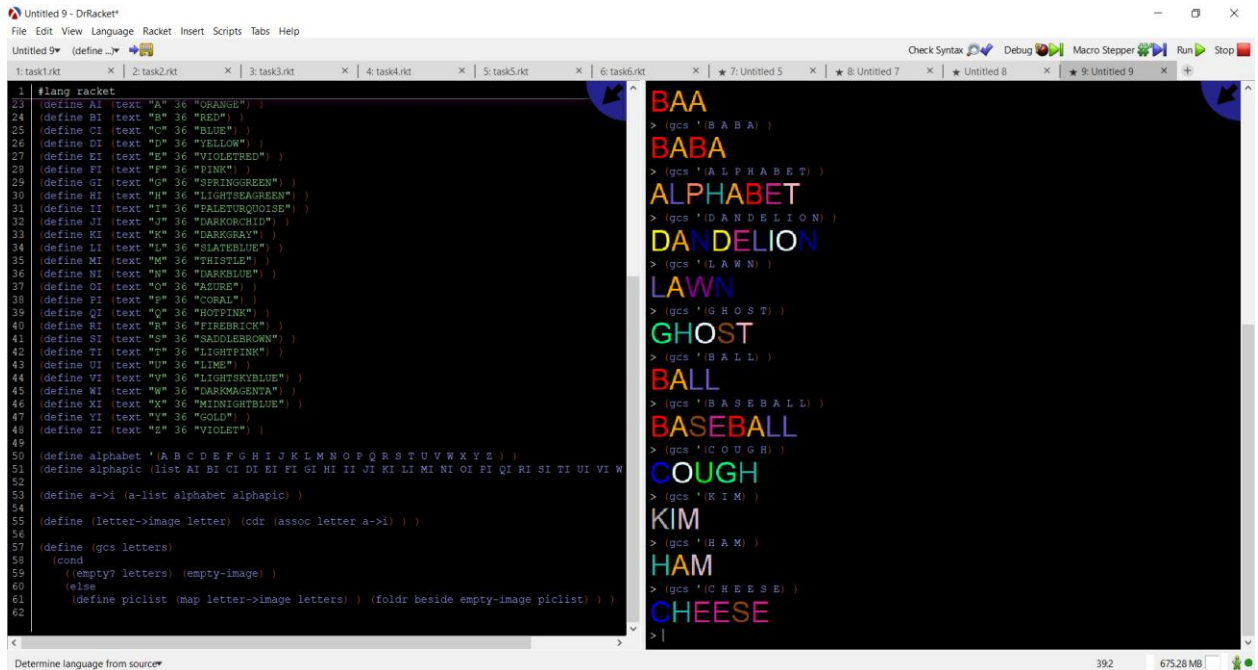 Untitled 9 - DrRacket*
File Edit View Language Racket Insert Scripts Tabs Help
Untitled 9▾ (define ...)▾ Check Syntax Debug Macro Stepper Run Stop
1: task1.rkt 2: task2.rkt 3: task3.rkt 4: task4.rkt 5: task5.rkt 6: task6.rkt ★ 7: Untitled 5 ★ 8: Untitled 7 ★ Untitled 8 ★ 9: Untitled 9
1 #lang racket
23 (define AI (text "A" 36 "ORANGE") )
24 (define BI (text "B" 36 "RED") )
25 (define CI (text "C" 36 "BLUE") )
26 (define DI (text "D" 36 "YELLOW") )
27 (define EI (text "E" 36 "VIOLETRED") )
28 (define FI (text "F" 36 "PINK") )
29 (define GI (text "G" 36 "SPRINGGREEN") )
30 (define HI (text "H" 36 "LIGHTSEAGREEN") )
31 (define II (text "I" 36 "PALETURQUOISE") )
32 (define JI (text "J" 36 "DARKORCHID") )
33 (define KI (text "K" 36 "DARKGRAY") )
34 (define LI (text "L" 36 "SLATEBLUE") )
35 (define MI (text "M" 36 "THISTLE") )
36 (define NI (text "N" 36 "DARKBLUE") )
37 (define OI (text "O" 36 "AZURE") )
38 (define PI (text "P" 36 "CORAL") )
39 (define QI (text "Q" 36 "HOTPINK") )
40 (define RI (text "R" 36 "FIREBRICK") )
41 (define SI (text "S" 36 "SADDLEBROWN") )
42 (define TI (text "T" 36 "LIGHTPINK") )
43 (define UI (text "U" 36 "LIME") )
44 (define VI (text "V" 36 "LIGHTSKYBLUE") )
45 (define WI (text "W" 36 "DARKMAGENTA") )
46 (define XI (text "X" 36 "MIDNIGHTBLUE") )
47 (define YI (text "Y" 36 "GOLD") )
48 (define ZI (text "Z" 36 "VIOLET") )
49
50 (define alphabet '(A B C D E F G H I J K L M N O P Q R S T U V W X Y Z ) )
51 (define alphapic (list AI BI CI DI EI FI GI HI II JI KI LI MI NI OI PI QI RI SI TI UI VI W
52
53 (define a->i (a-list alphabet alphapic) )
54
55 (define (letter->image letter) (cdr (assoc letter a->i) ) )
56
57 (define (gcs letters)
58 (cond
59 ((empty? letters) (empty-image) )
60 (else
61 (define piclist (map letter->image letters) ) (foldr beside empty-image piclist) ) )
62
BAA
> (gcs '(B A B A) )
BABA
> (gcs '(A L P H A B E T) )
ALPHABET
> (gcs '(D A N D E L I O N) )
DANDELION
> (gcs '(L A W N) )
LAWN
> (gcs '(G H O S T) )
GHOST
> (gcs '(B A L L) )
BALL
> (gcs '(B A S E B A L L) )
BASEBALL
> (gcs '(C O U G H) )
COUGH
> (gcs '(K I M) )
KIM
> (gcs '(H A M) )
HAM
> (gcs '(C H E E S E) )
CHEESE
>
Determine language from source▾ 39:2 675.28 MB